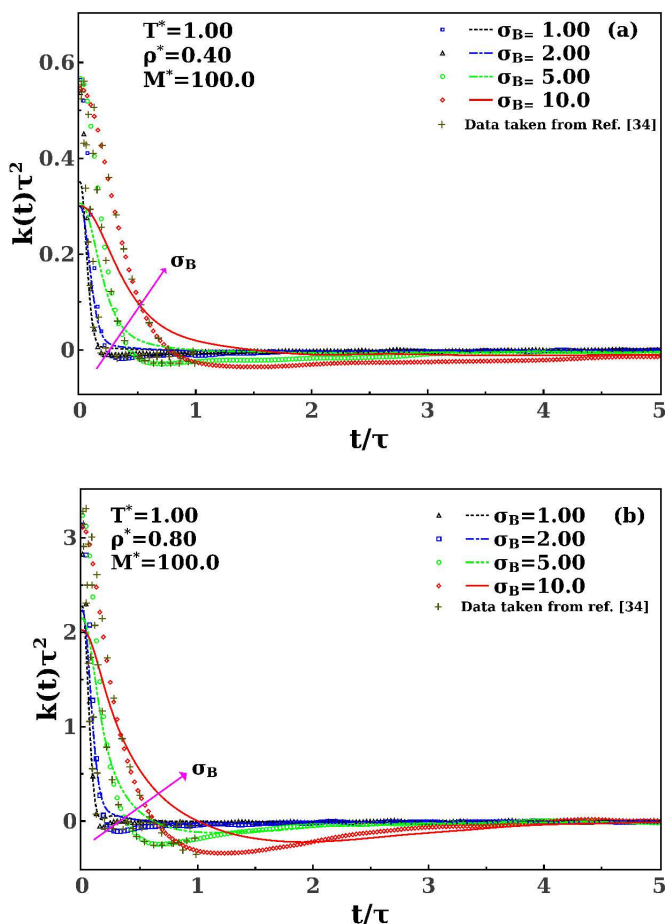 T*=1.00
ρ*=0.40
M*=100.0
σB= 1.00 (a)
σB= 2.00
σB= 5.00
σB= 10.0
Data taken from Ref. [34]
0.6
0.4
0.2
0
k(t)τ²
σB
0 1 2 3 4 5
t/τ
T*=1.00
ρ*=0.80
M*=100.0
σB=1.00 (b)
σB=2.00
σB=5.00
σB=10.0
Data taken from ref. [34]
3
2
1
0
k(t)τ²
σB
0 1 2 3 4 5
t/τ